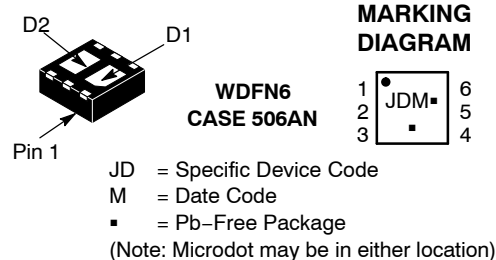 D2
D1
Pin 1
WDFN6
CASE 506AN
MARKING
DIAGRAM
1
2
3
JDM▪
▪
6
5
4
JD = Specific Device Code
M = Date Code
▪ = Pb−Free Package
(Note: Microdot may be in either location)